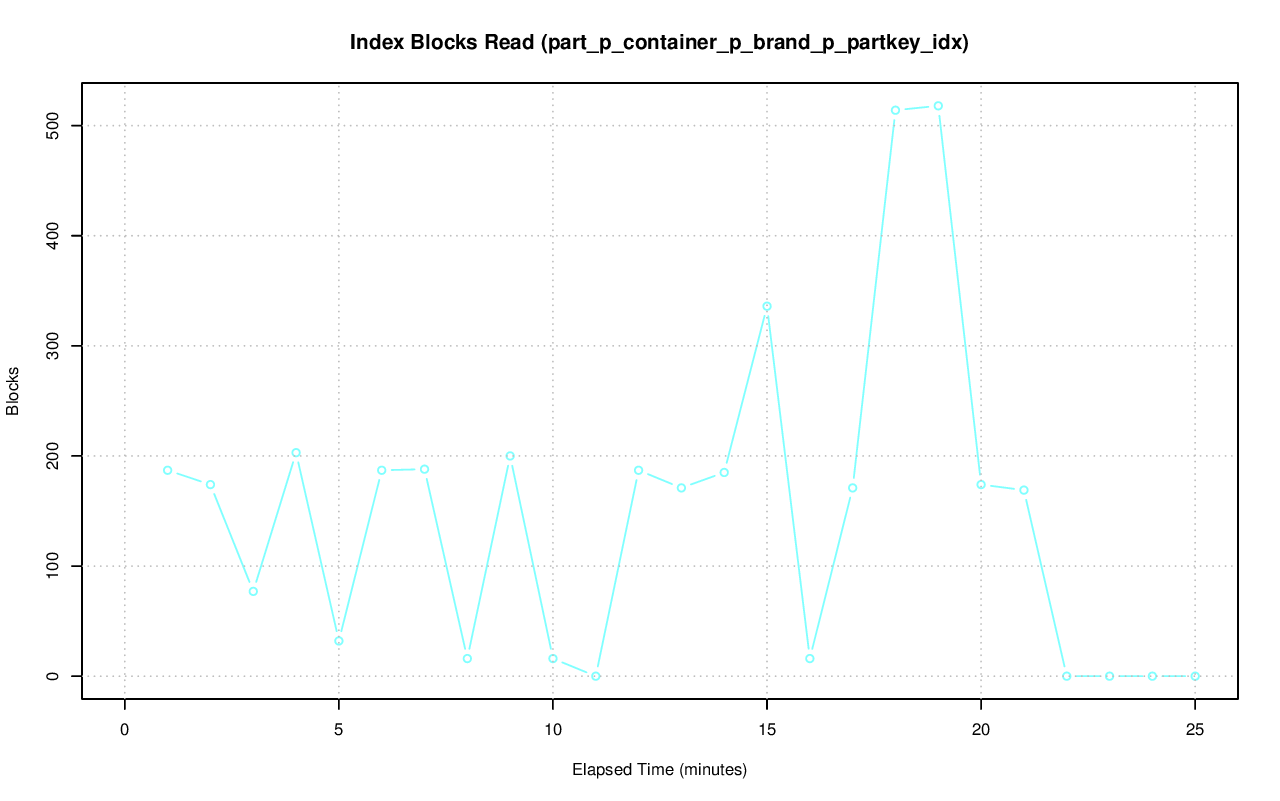 Index Blocks Read (part_p_container_p_brand_p_partkey_idx)
500
400
300
200
100
0
Blocks
0 5 10 15 20 25
Elapsed Time (minutes)